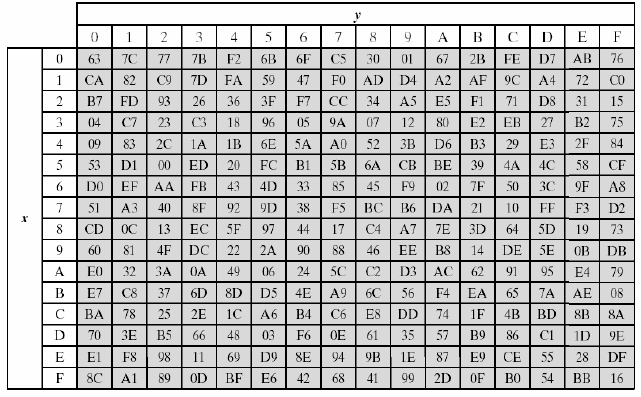 y
0 1 2 3 4 5 6 7 8 9 A B C D E F
0 63 7C 77 7B F2 6B 6F C5 30 01 67 2B FE D7 AB 76
1 CA 82 C9 7D FA 59 47 F0 AD D4 A2 AF 9C A4 72 C0
2 B7 FD 93 26 36 3F F7 CC 34 A5 E5 F1 71 D8 31 15
3 04 C7 23 C3 18 96 05 9A 07 12 80 E2 EB 27 B2 75
4 09 83 2C 1A 1B 6E 5A A0 52 3B D6 B3 29 E3 2F 84
5 53 D1 00 ED 20 FC B1 5B 6A CB BE 39 4A 4C 58 CF
6 D0 EF AA FB 43 4D 33 85 45 F9 02 7F 50 3C 9F A8
x 7 51 A3 40 8F 92 9D 38 F5 BC B6 DA 21 10 FF F3 D2
8 CD 0C 13 EC 5F 97 44 17 C4 A7 7E 3D 64 5D 19 73
9 60 81 4F DC 22 2A 90 88 46 EE B8 14 DE 5E 0B DB
A E0 32 3A 0A 49 06 24 5C C2 D3 AC 62 91 95 E4 79
B E7 C8 37 6D 8D D5 4E A9 6C 56 F4 EA 65 7A AE 08
C BA 78 25 2E 1C A6 B4 C6 E8 DD 74 1F 4B BD 8B 8A
D 70 3E B5 66 48 03 F6 0E 61 35 57 B9 86 C1 1D 9E
E E1 F8 98 11 69 D9 8E 94 9B 1E 87 E9 CE 55 28 DF
F 8C A1 89 0D BF E6 42 68 41 99 2D 0F B0 54 BB 16